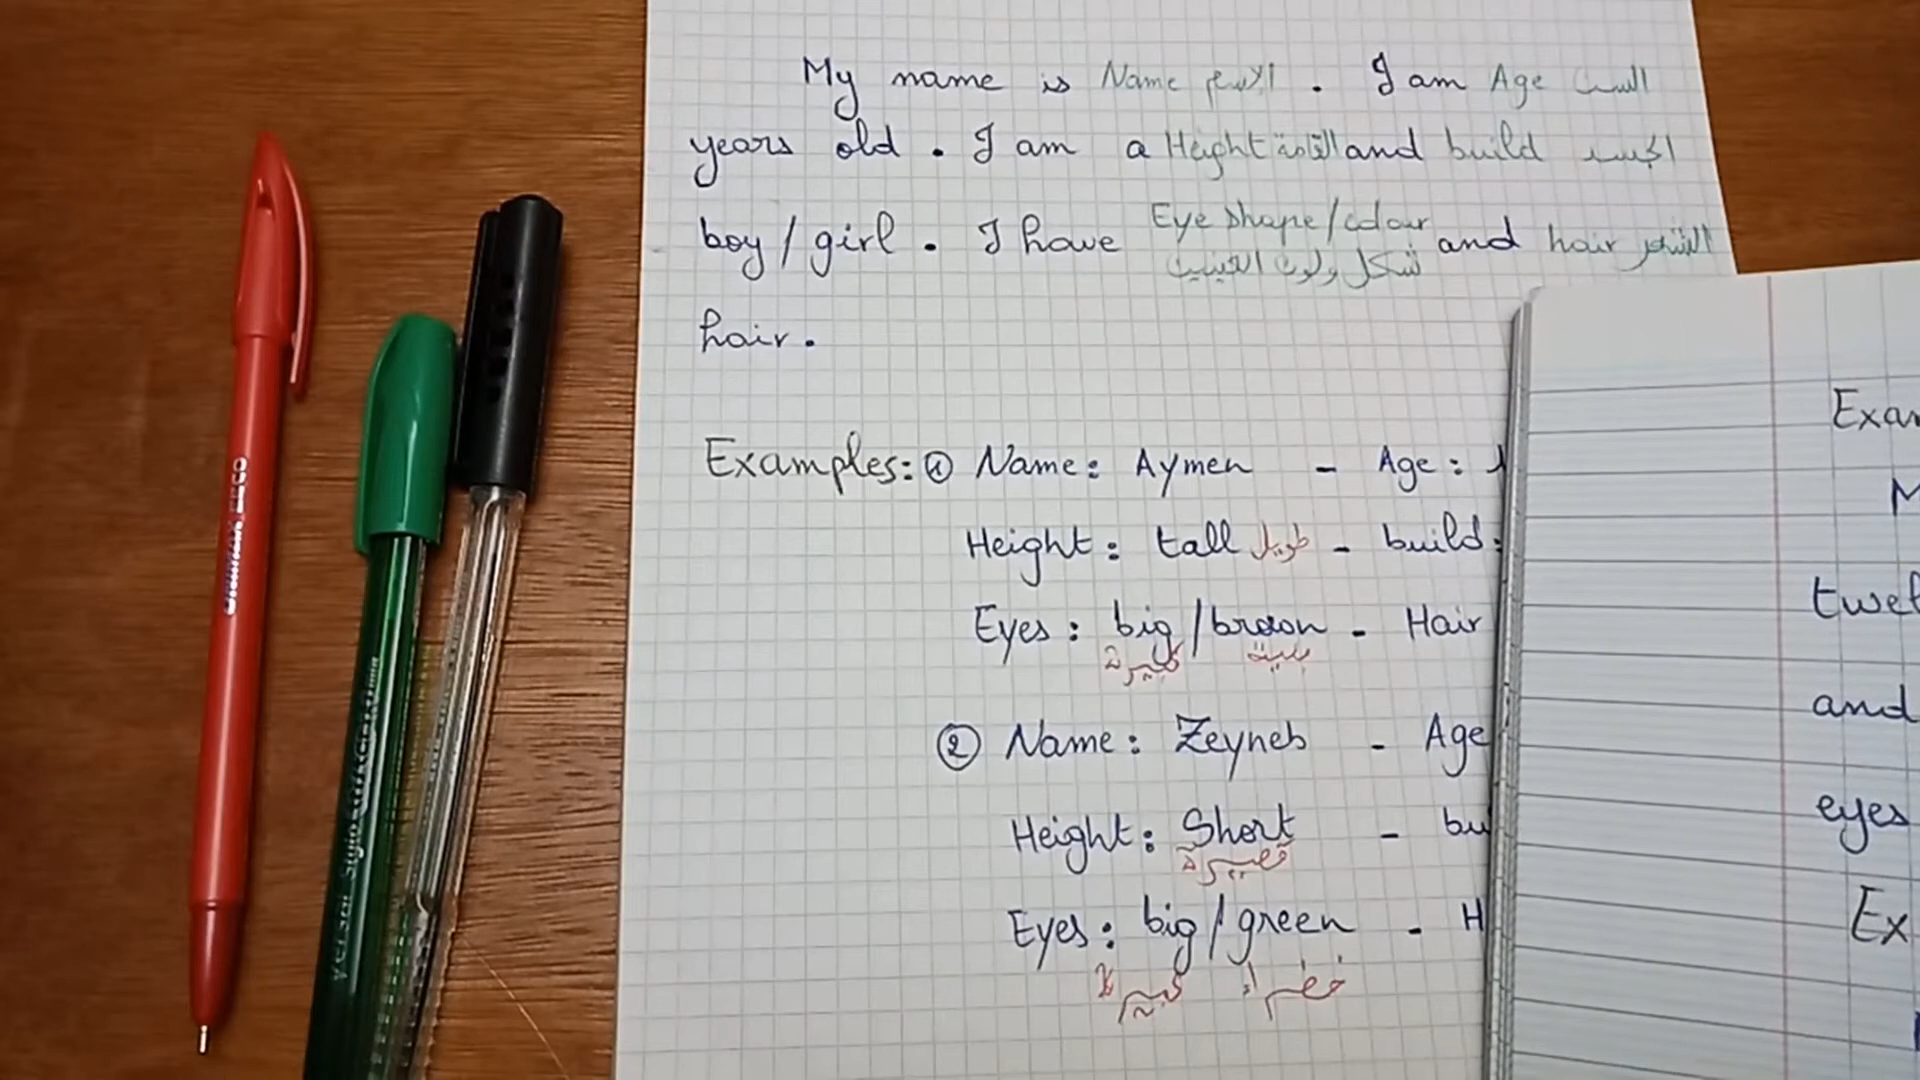 My name is Name الاسم . I am Age السن
years old . I am a Height القامة and build الجسد
boy / girl . I have Eye shape / colour and hair الشعر
شكل ولون العينين
hair .
Examples: ① Name : Aymen - Age :
Height : tall طويل - build :
Eyes : big / brown - Hair
كبيرة بنية
② Name : Zeyneb - Age
Height : Short -
قصيرة
Eyes : big / green - H
كبيرة خضراء
and
eyes
Ex
UNIMAX EECO